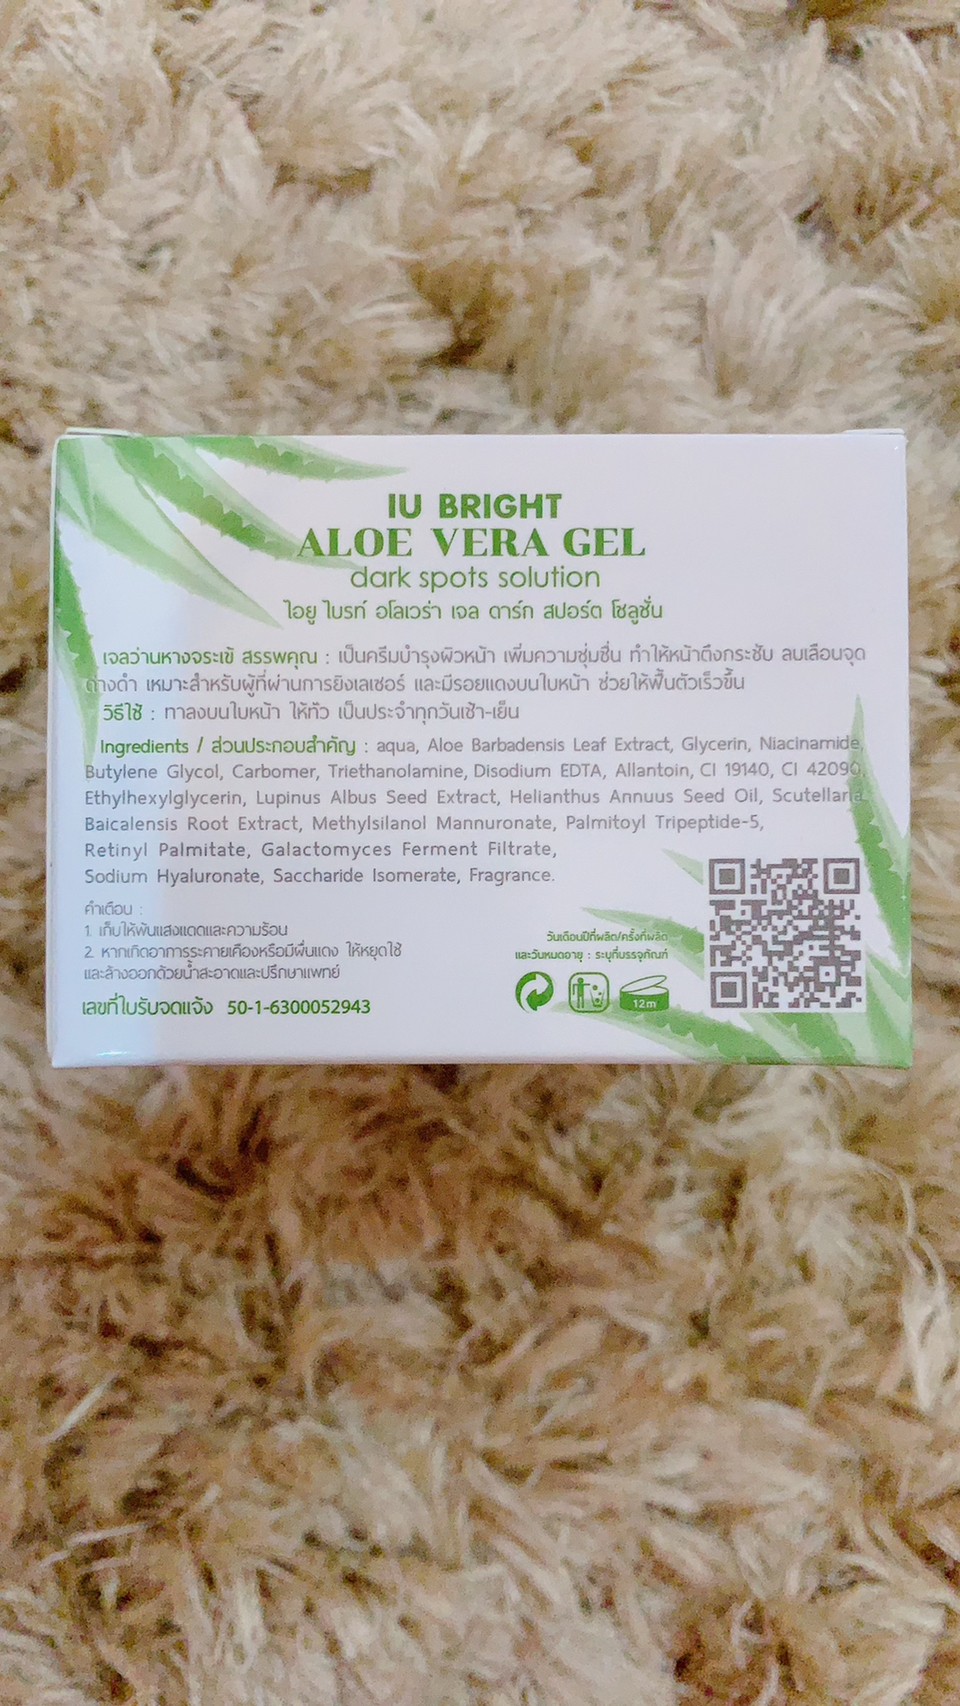 IU BRIGHT
ALOE VERA GEL
dark spots solution
ไอยู ไบรท์ อโลเวร่า เจล ดาร์ก สปอร์ต โซลูชั่น
เจลว่านหางจระเข้ สรรพคุณ : เป็นครีมบำรุงผิวหน้า เพิ่มความชุ่มชื่น ทำให้หน้าตึงกระชับ ลบเลือนจุด
ด่างดำ เหมาะสำหรับผู้ที่ผ่านการยิงเลเซอร์ และมีรอยแดงบนใบหน้า ช่วยให้ฟื้นตัวเร็วขึ้น
วิธีใช้ : ทาลงบนใบหน้า ให้ทั่ว เป็นประจำทุกวันเช้า-เย็น
Ingredients / ส่วนประกอบสำคัญ : aqua, Aloe Barbadensis Leaf Extract, Glycerin, Niacinamide,
Butylene Glycol, Carbomer, Triethanolamine, Disodium EDTA, Allantoin, CI 19140, CI 42090,
Ethylhexylglycerin, Lupinus Albus Seed Extract, Helianthus Annuus Seed Oil, Scutellaria
Baicalensis Root Extract, Methylsilanol Mannuronate, Palmitoyl Tripeptide-5,
Retinyl Palmitate, Galactomyces Ferment Filtrate,
Sodium Hyaluronate, Saccharide Isomerate, Fragrance.
คำเตือน :
1. เก็บให้พ้นแสงแดดและความร้อน
2. หากเกิดอาการระคายเคืองหรือมีผื่นแดง ให้หยุดใช้
และล้างออกด้วยน้ำสะอาดและปรึกษาแพทย์
วันเดือนปีที่ผลิต/ครั้งที่ผลิต
และวันหมดอายุ : ระบุที่บรรจุภัณฑ์
12m
เลขที่ใบรับจดแจ้ง 50-1-6300052943